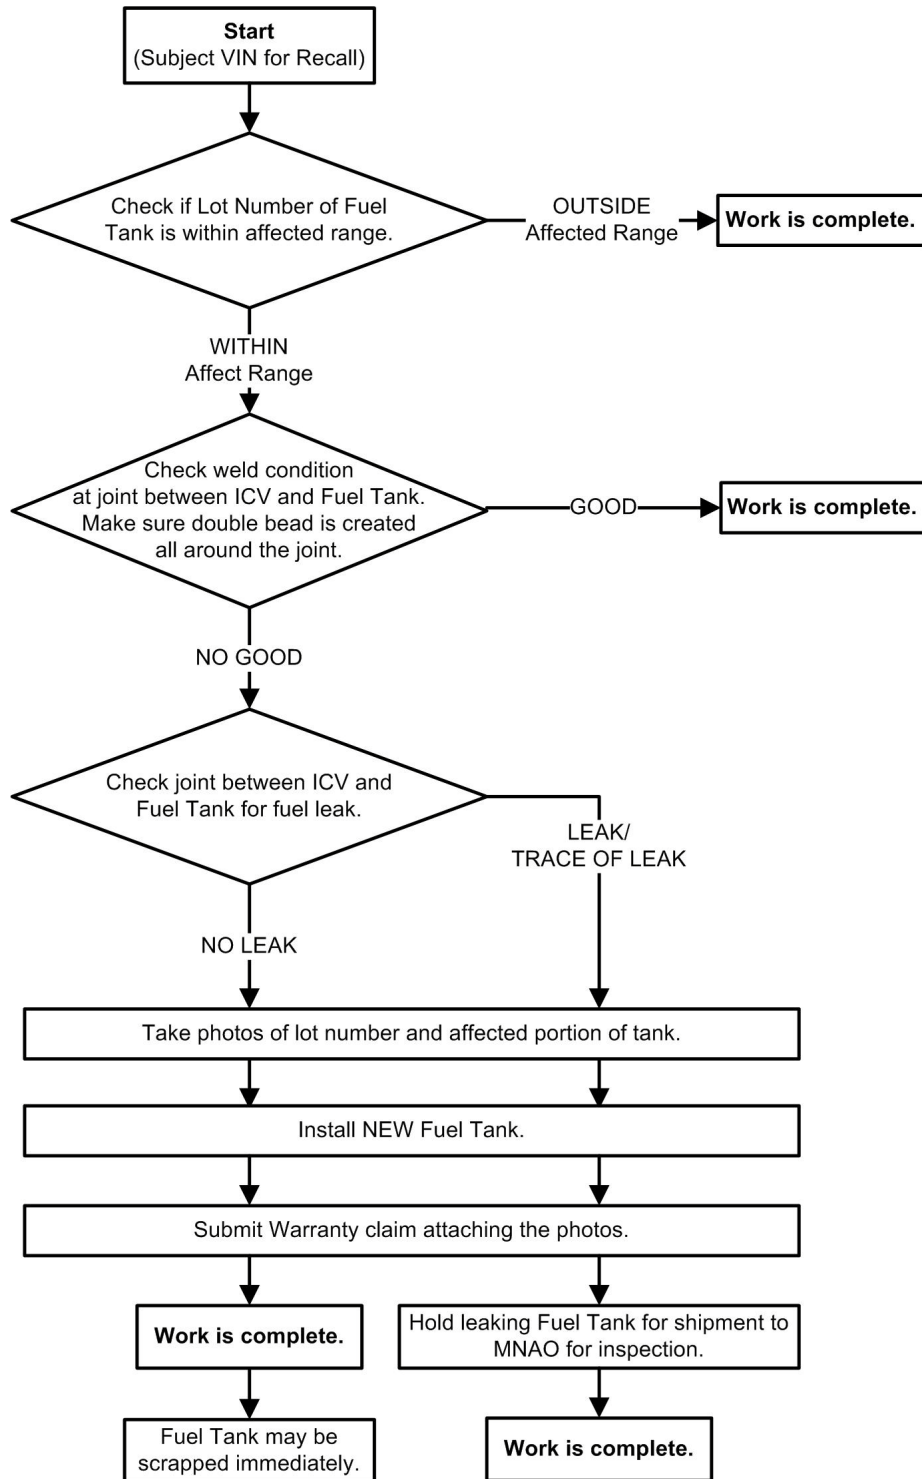 Start
(Subject VIN for Recall)
Check if Lot Number of Fuel
Tank is within affected range.
OUTSIDE
Affected Range
Work is complete.
WITHIN
Affect Range
Check weld condition
at joint between ICV and Fuel Tank.
Make sure double bead is created
all around the joint.
GOOD
Work is complete.
NO GOOD
Check joint between ICV and
Fuel Tank for fuel leak.
LEAK/
TRACE OF LEAK
NO LEAK
Take photos of lot number and affected portion of tank.
Install NEW Fuel Tank.
Submit Warranty claim attaching the photos.
Work is complete.
Hold leaking Fuel Tank for shipment to
MNAO for inspection.
Fuel Tank may be
scrapped immediately.
Work is complete.